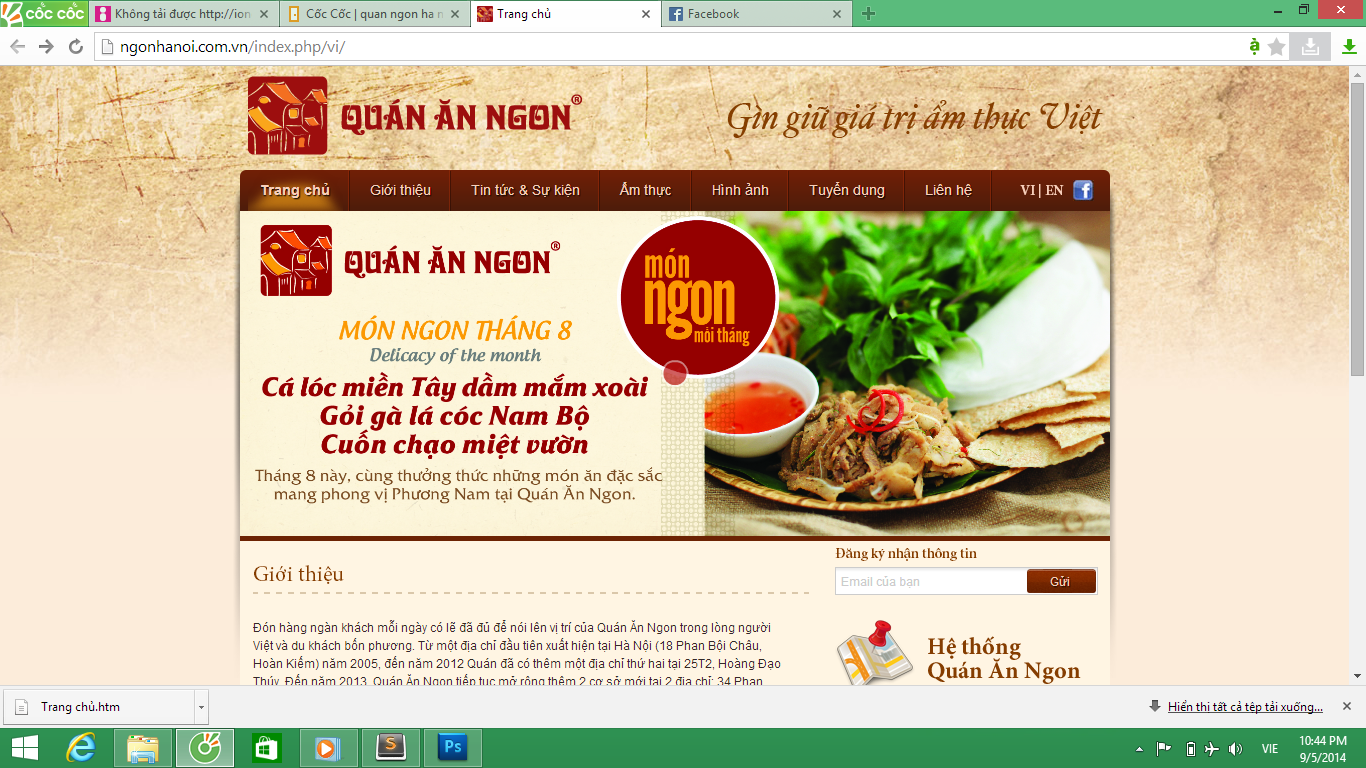 cốc cốc
Không tải được http://ion
Cốc Cốc | quan ngon ha n
Trang chủ
Facebook
ngonhanoi.com.vn/index.php/vi/
QUÁN ĂN NGON®
Gìn giữ giá trị ẩm thực Việt
Trang chủ
Giới thiệu
Tin tức & Sự kiện
Ẩm thực
Hình ảnh
Tuyển dụng
Liên hệ
VI | EN
QUÁN ĂN NGON®
món
ngon
mỗi tháng
MÓN NGON THÁNG 8
Delicacy of the month
Cá lóc miền Tây dầm mắm xoài
Gỏi gà lá cóc Nam Bộ
Cuốn chạo miệt vườn
Tháng 8 này, cùng thưởng thức những món ăn đặc sắc
mang phong vị Phương Nam tại Quán Ăn Ngon.
Giới thiệu
Đón hàng ngàn khách mỗi ngày có lẽ đã đủ để nói lên vị trí của Quán Ăn Ngon trong lòng người
Việt và du khách bốn phương. Từ một địa chỉ đầu tiên xuất hiện tại Hà Nội (18 Phan Bội Châu,
Hoàn Kiếm) năm 2005, đến năm 2012 Quán đã có thêm một địa chỉ thứ hai tại 25T2, Hoàng Đạo
Thúy. Đến năm 2013, Quán Ăn Ngon tiếp tục mở rộng thêm 2 cơ sở mới tại 2 địa chỉ: 34 Phan
Đăng ký nhận thông tin
Email của bạn
Gửi
Hệ thống
Quán Ăn Ngon
Trang chủ.htm
Hiển thị tất cả tệp tải xuống...
VIE
10:44 PM
9/5/2014